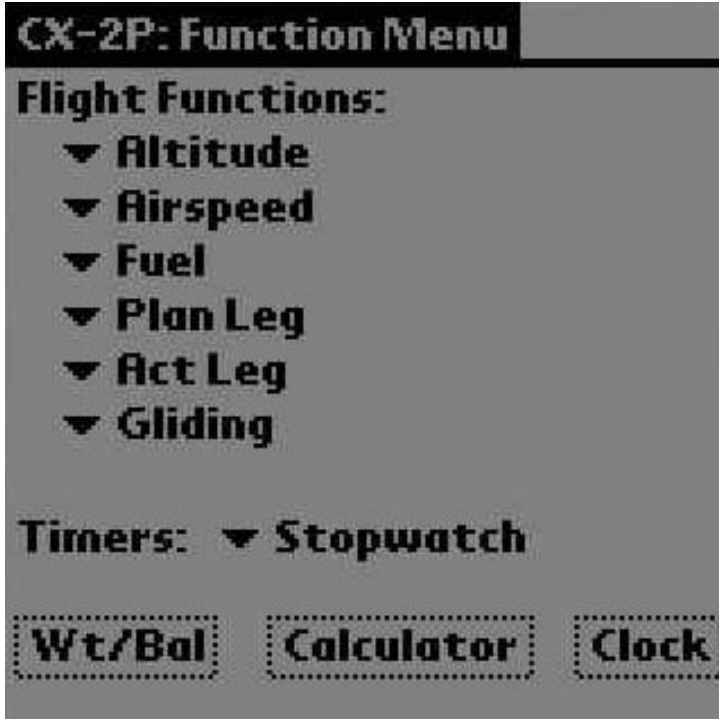 CX-2P: Function Menu
Flight Functions:
Altitude
Airspeed
Fuel
Plan Leg
Act Leg
Gliding
Timers: Stopwatch
Wt/Bal Calculator Clock